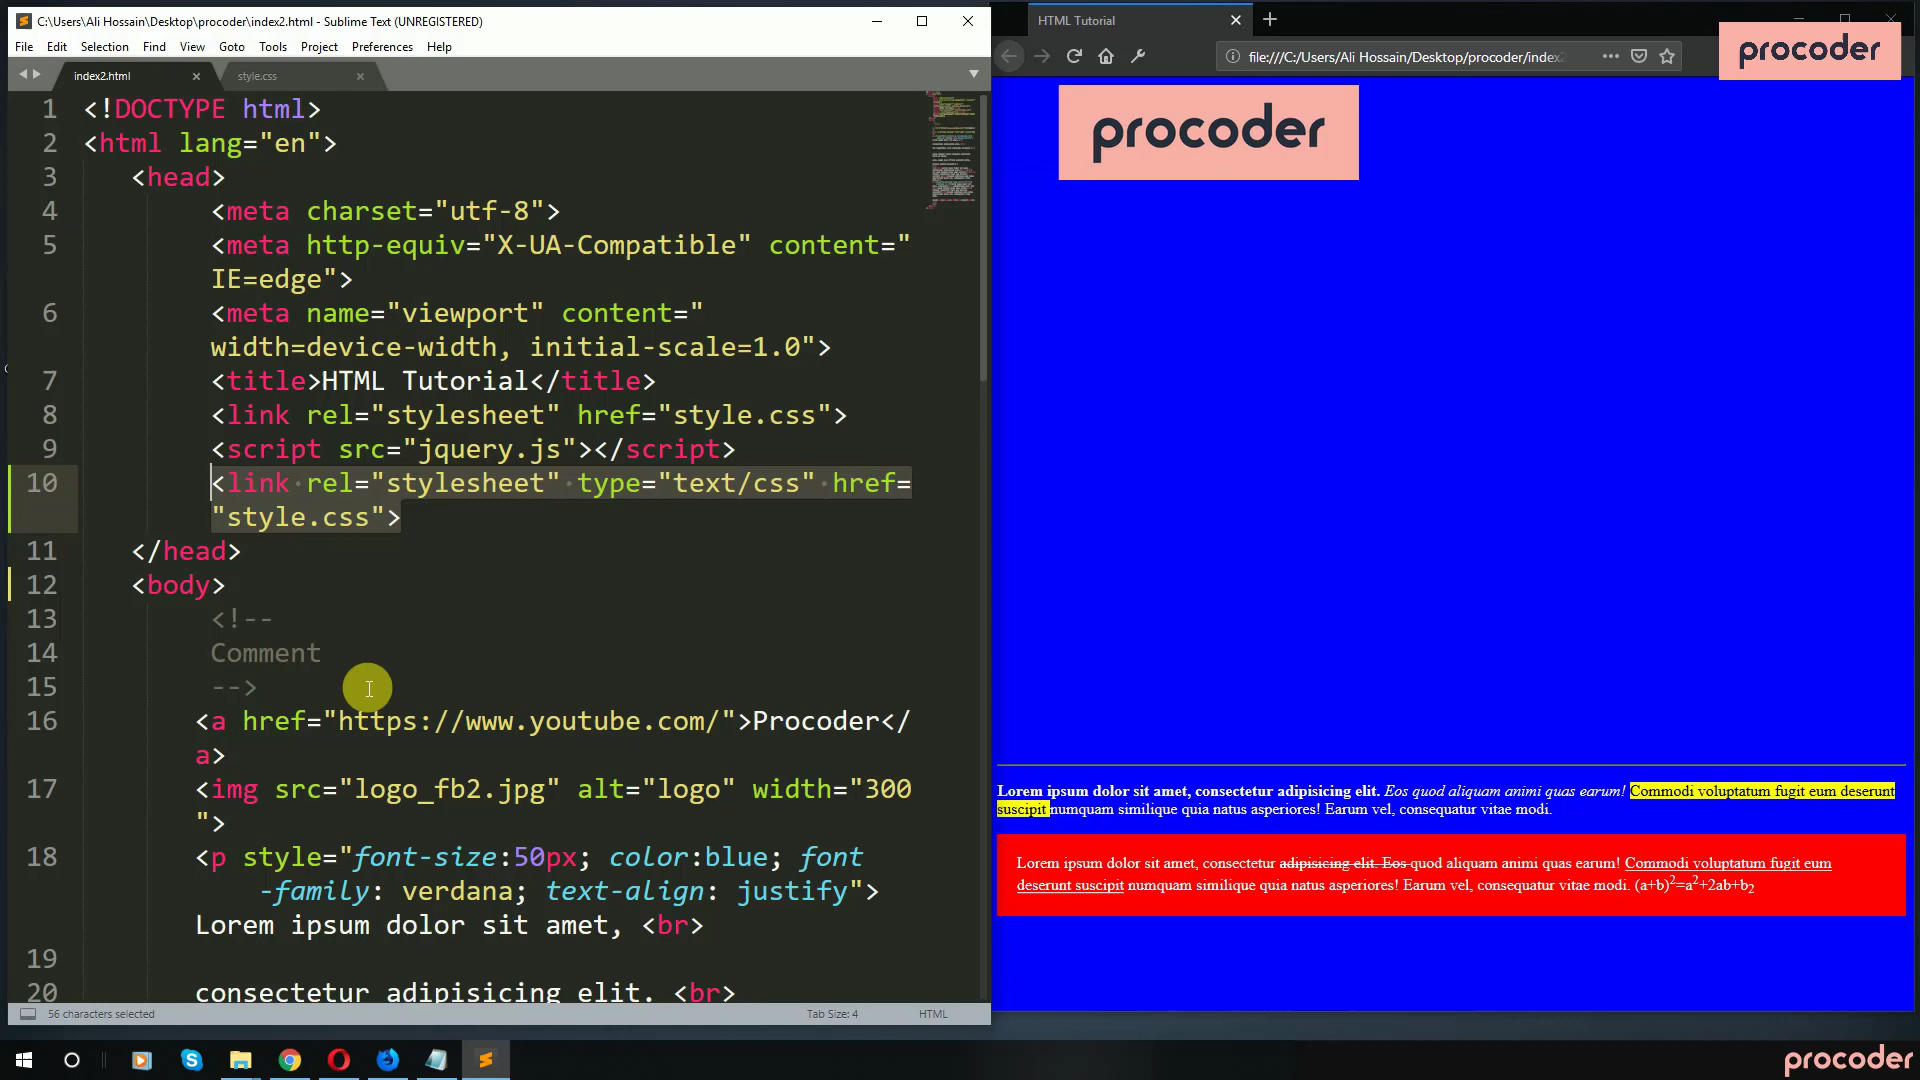 C:\Users\Ali Hossain\Desktop\procoder\index2.html - Sublime Text (UNREGISTERED)
File Edit Selection Find View Goto Tools Project Preferences Help
index2.html
style.css
1 <!DOCTYPE html>
2 <html lang="en">
3 <head>
4 <meta charset="utf-8">
5 <meta http-equiv="X-UA-Compatible" content="
IE=edge">
6 <meta name="viewport" content="
width=device-width, initial-scale=1.0">
7 <title>HTML Tutorial</title>
8 <link rel="stylesheet" href="style.css">
9 <script src="jquery.js"></script>
10 <link rel="stylesheet" type="text/css" href=
"style.css">
11 </head>
12 <body>
13 <!--
14 Comment
15 -->
16 <a href="https://www.youtube.com/">Procoder</
a>
17 <img src="logo_fb2.jpg" alt="logo" width="300
">
18 <p style="font-size:50px; color:blue; font
-family: verdana; text-align: justify">
Lorem ipsum dolor sit amet, <br>
19
20 consectetur adipisicing elit. <br>
56 characters selected
Tab Size: 4
HTML
HTML Tutorial
file:///C:/Users/Ali Hossain/Desktop/procoder/index2
procoder
procoder
Lorem ipsum dolor sit amet, consectetur adipisicing elit. Eos quod aliquam animi quas earum! Commodi voluptatum fugit eum deserunt
suscipit numquam similique quia natus asperiores! Earum vel, consequatur vitae modi.
Lorem ipsum dolor sit amet, consectetur adipisicing elit. Eos quod aliquam animi quas earum! Commodi voluptatum fugit eum
deserunt suscipit numquam similique quia natus asperiores! Earum vel, consequatur vitae modi. (a+b)²=a²+2ab+b₂
procoder